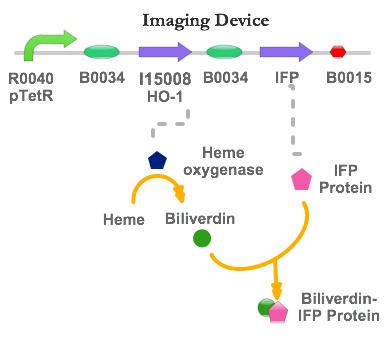 Imaging Device
R0040 B0034 I15008 B0034 IFP B0015
pTetR HO-1
Heme
oxygenase
IFP
Protein
Heme Biliverdin
Biliverdin-
IFP Protein